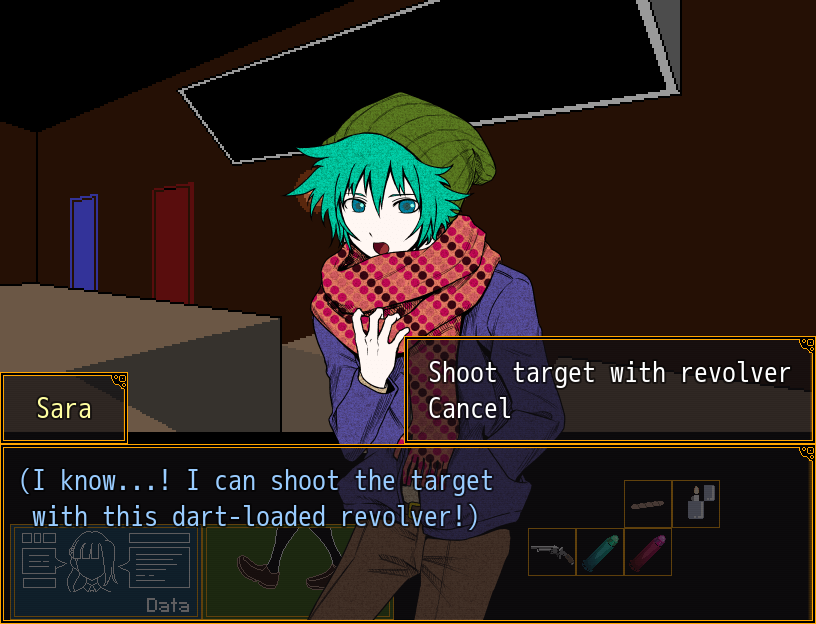 Shoot target with revolver
Cancel
Sara
(I know...! I can shoot the target
with this dart-loaded revolver!)
Data